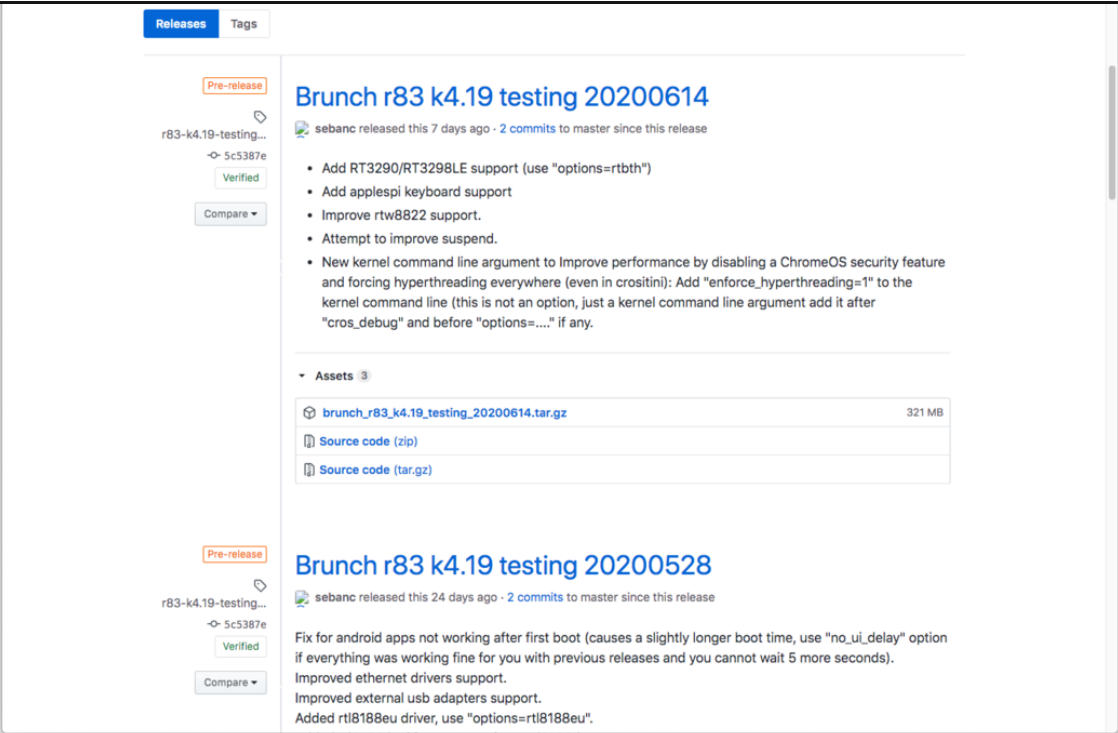 Releases Tags
Pre-release
r83-k4.19-testing...
5c5387e
Verified
Compare
Brunch r83 k4.19 testing 20200614
sebanc released this 7 days ago · 2 commits to master since this release
• Add RT3290/RT3298LE support (use "options=rtbth")
• Add applespi keyboard support
• Improve rtw8822 support.
• Attempt to improve suspend.
• New kernel command line argument to Improve performance by disabling a ChromeOS security feature
and forcing hyperthreading everywhere (even in crositini): Add "enforce_hyperthreading=1" to the
kernel command line (this is not an option, just a kernel command line argument add it after
"cros_debug" and before "options=...." if any.
Assets 3
brunch_r83_k4.19_testing_20200614.tar.gz 321 MB
Source code (zip)
Source code (tar.gz)
Pre-release
r83-k4.19-testing...
5c5387e
Verified
Compare
Brunch r83 k4.19 testing 20200528
sebanc released this 24 days ago · 2 commits to master since this release
Fix for android apps not working after first boot (causes a slightly longer boot time, use "no_ui_delay" option
if everything was working fine for you with previous releases and you cannot wait 5 more seconds).
Improved ethernet drivers support.
Improved external usb adapters support.
Added rtl8188eu driver, use "options=rtl8188eu".